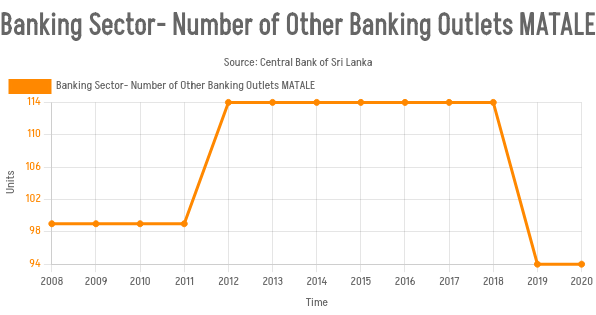 Banking Sector- Number of Other Banking Outlets MATALE
Source: Central Bank of Sri Lanka
Banking Sector- Number of Other Banking Outlets MATALE
114
110
106
102
98
94
Units
2008 2009 2010 2011 2012 2013 2014 2015 2016 2017 2018 2019 2020
Time